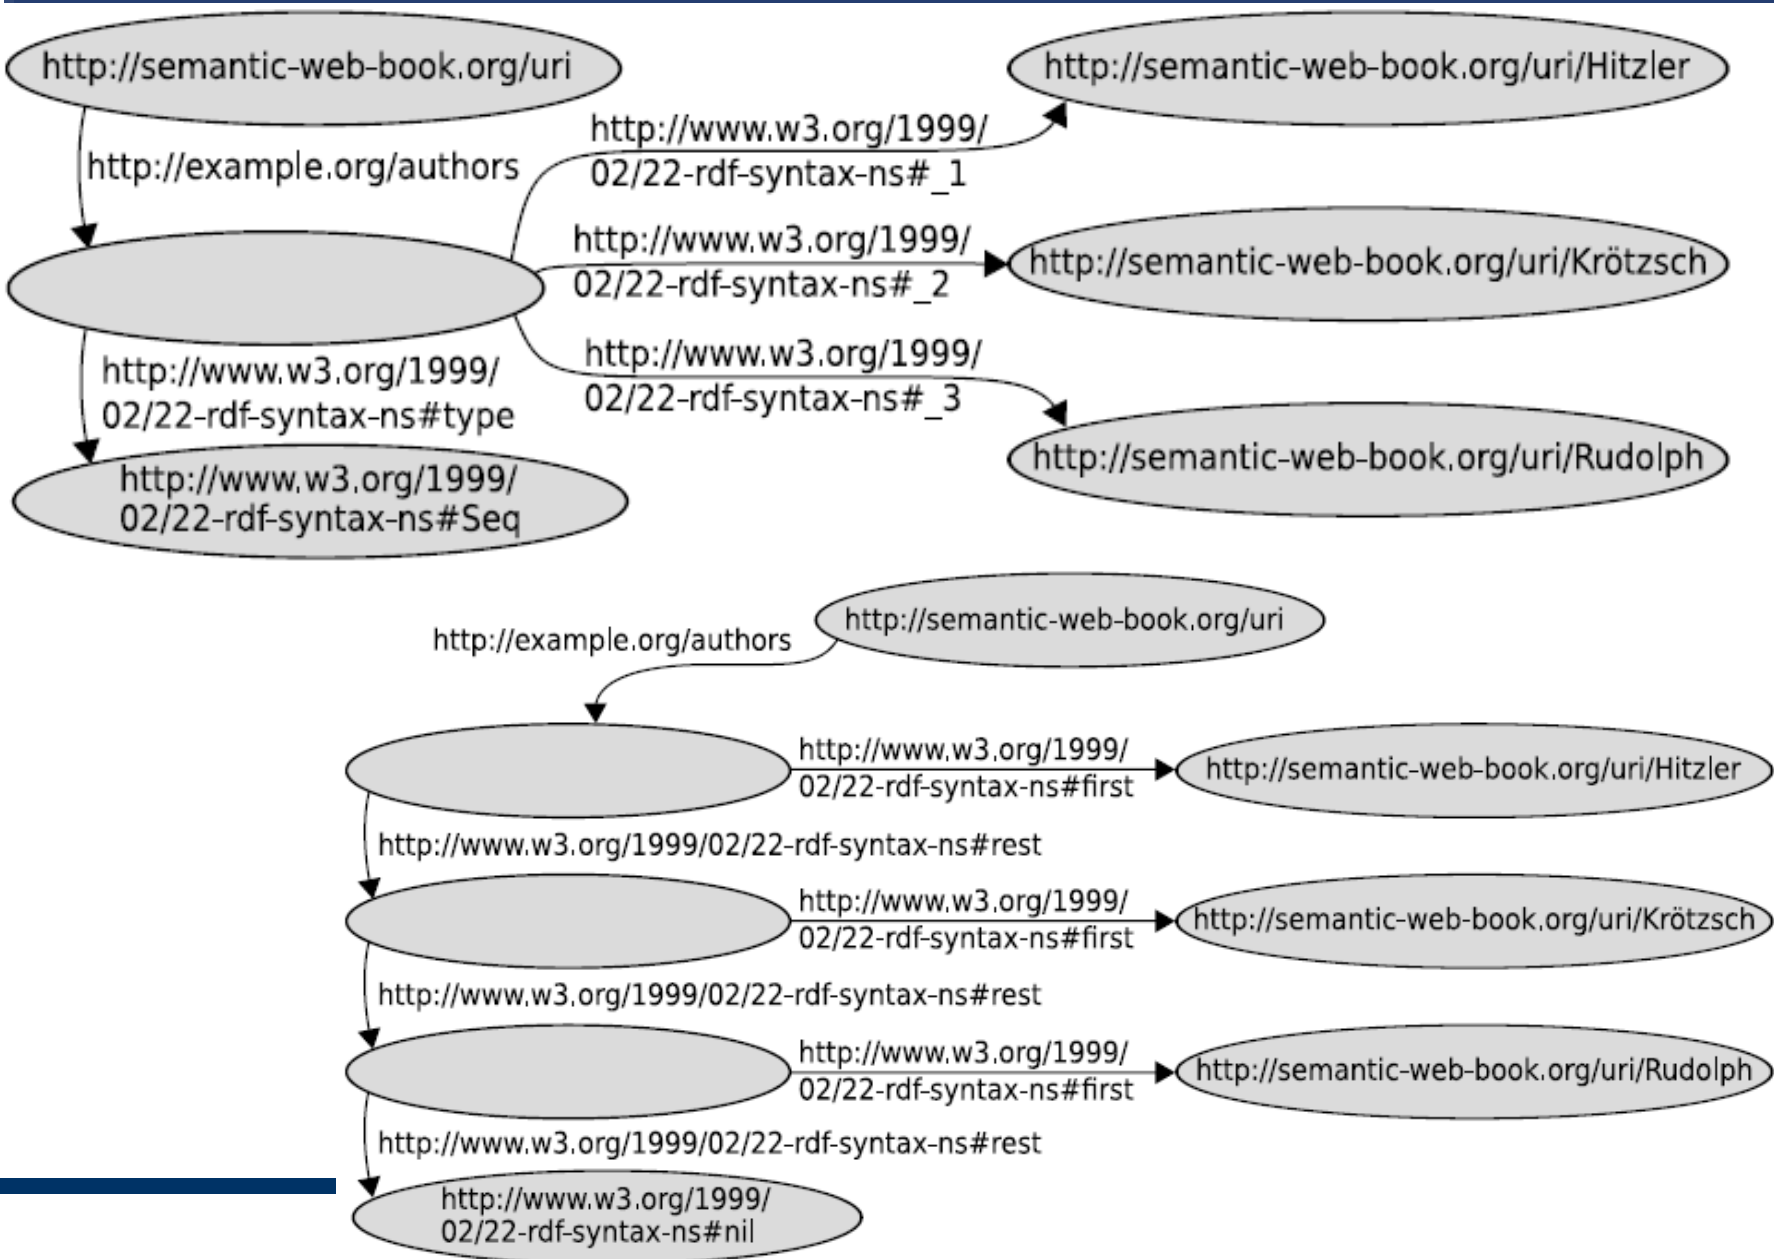 http://semantic-web-book.org/uri
http://semantic-web-book.org/uri/Hitzler
http://www.w3.org/1999/
02/22-rdf-syntax-ns#_1
http://example.org/authors
http://www.w3.org/1999/
02/22-rdf-syntax-ns#_2
http://semantic-web-book.org/uri/Krötzsch
http://www.w3.org/1999/
02/22-rdf-syntax-ns#_3
http://www.w3.org/1999/
02/22-rdf-syntax-ns#type
http://semantic-web-book.org/uri/Rudolph
http://www.w3.org/1999/
02/22-rdf-syntax-ns#Seq
http://semantic-web-book.org/uri
http://example.org/authors
http://www.w3.org/1999/
02/22-rdf-syntax-ns#first
http://semantic-web-book.org/uri/Hitzler
http://www.w3.org/1999/02/22-rdf-syntax-ns#rest
http://www.w3.org/1999/
02/22-rdf-syntax-ns#first
http://semantic-web-book.org/uri/Krötzsch
http://www.w3.org/1999/02/22-rdf-syntax-ns#rest
http://www.w3.org/1999/
02/22-rdf-syntax-ns#first
http://semantic-web-book.org/uri/Rudolph
http://www.w3.org/1999/02/22-rdf-syntax-ns#rest
http://www.w3.org/1999/
02/22-rdf-syntax-ns#nil